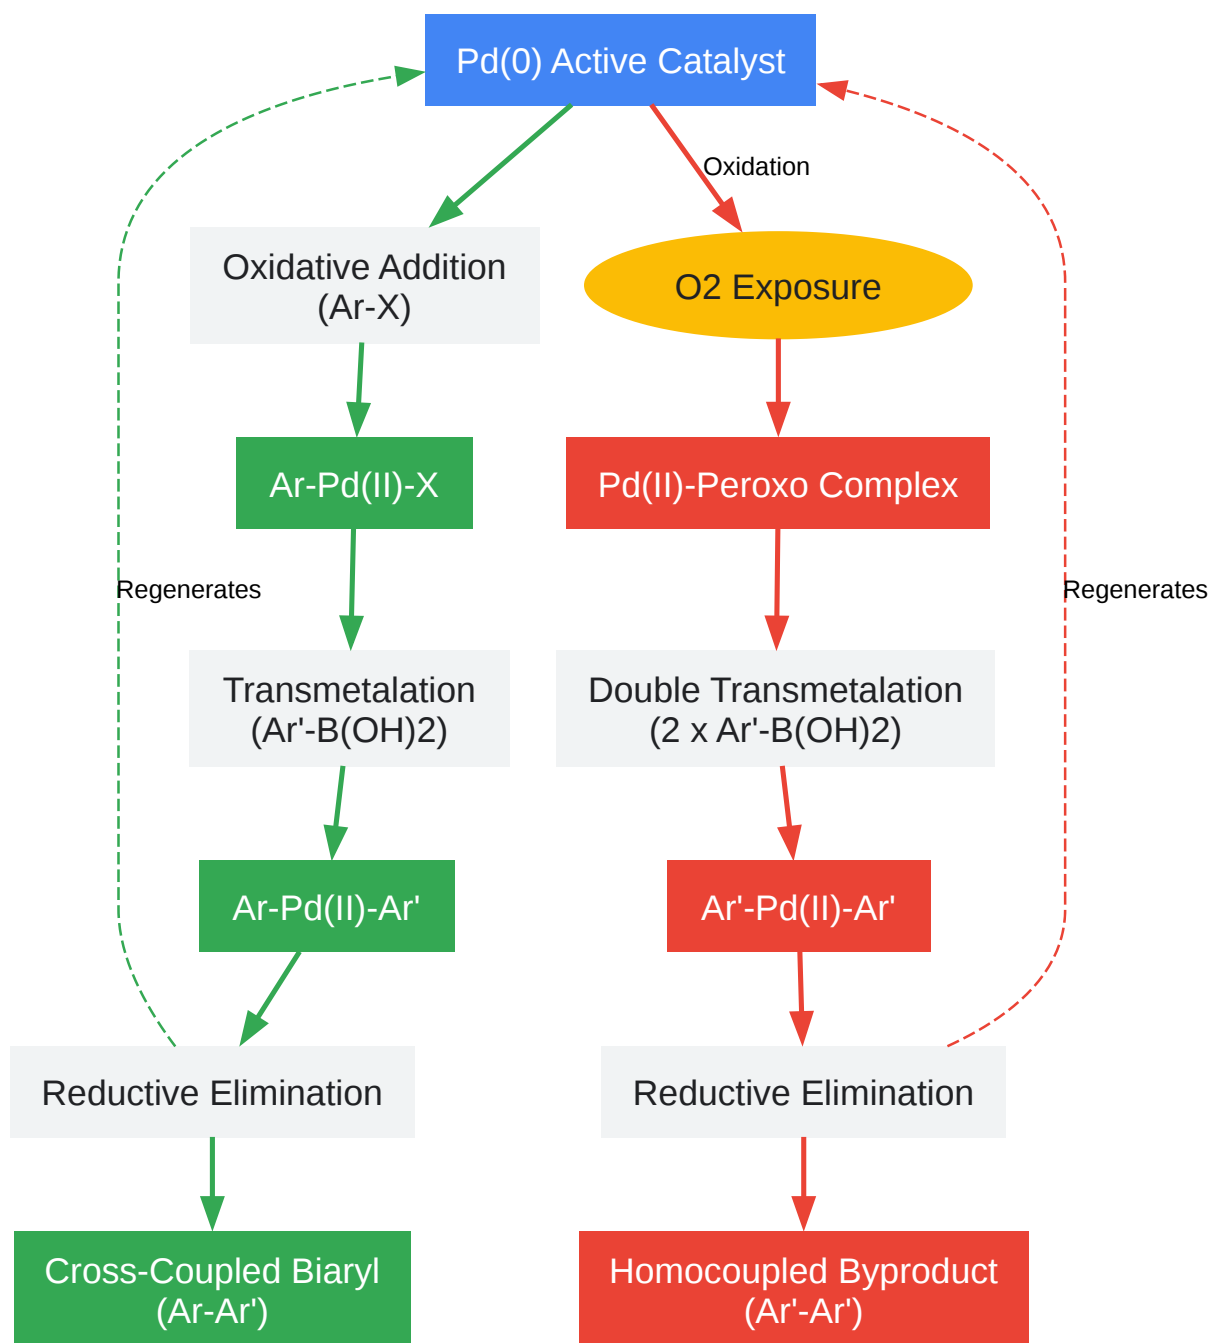 Pd(0) Active Catalyst
Oxidation
Oxidative Addition
(Ar-X)
O2 Exposure
Ar-Pd(II)-X
Pd(II)-Peroxo Complex
Regenerates
Regenerates
Transmetalation
(Ar'-B(OH)2)
Double Transmetalation
(2 x Ar'-B(OH)2)
Ar-Pd(II)-Ar'
Ar'-Pd(II)-Ar'
Reductive Elimination
Reductive Elimination
Cross-Coupled Biaryl
(Ar-Ar')
Homocoupled Byproduct
(Ar'-Ar')